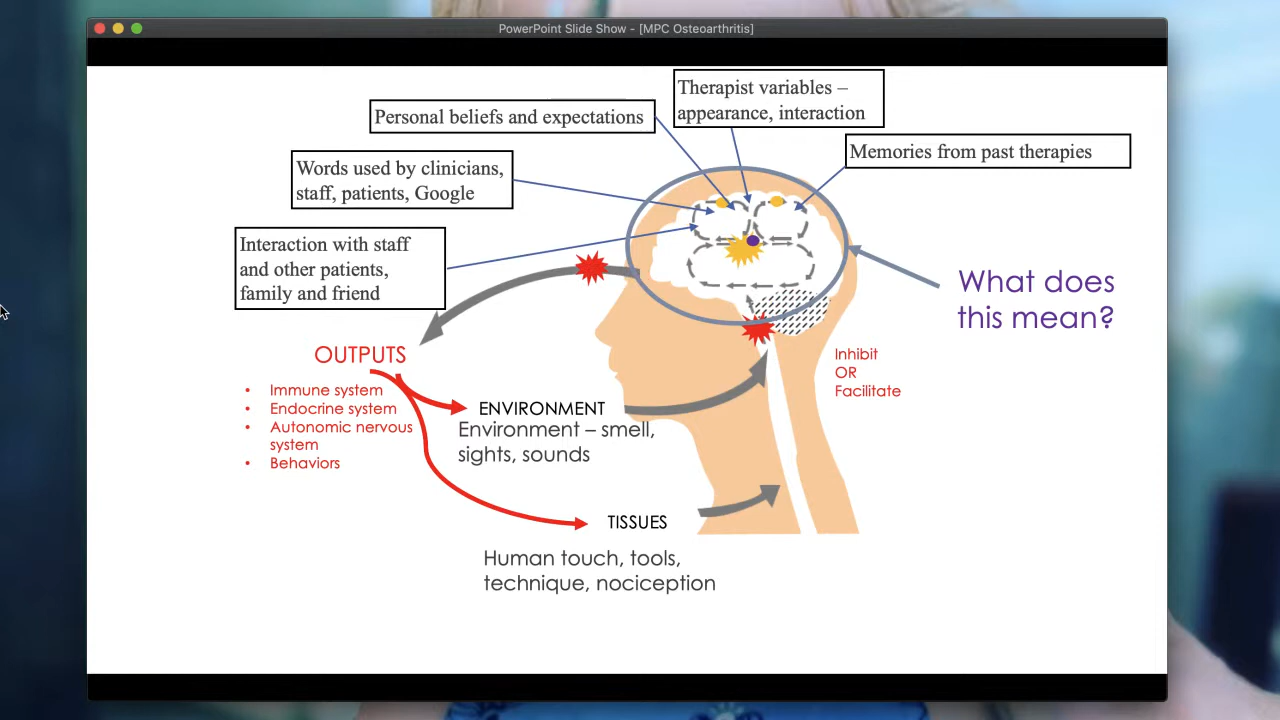 PowerPoint Slide Show - [MPC Osteoarthritis]
Therapist variables –
appearance, interaction
Personal beliefs and expectations
Memories from past therapies
Words used by clinicians,
staff, patients, Google
Interaction with staff
and other patients,
family and friend
What does
this mean?
OUTPUTS
• Immune system
• Endocrine system
• Autonomic nervous
system
• Behaviors
Inhibit
OR
Facilitate
ENVIRONMENT
Environment – smell,
sights, sounds
TISSUES
Human touch, tools,
technique, nociception